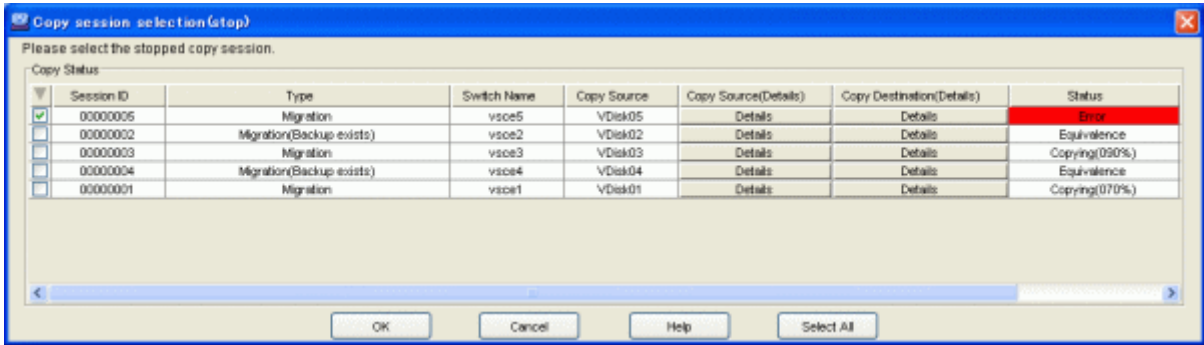 Copy session selection(stop)
Please select the stopped copy session.
Copy Status
Session ID Type Switch Name Copy Source Copy Source(Details) Copy Destination(Details) Status
00000005 Migration vsce5 VDisk05 Details Details Error
00000002 Migration(Backup exists) vsce2 VDisk02 Details Details Equivalence
00000003 Migration vsce3 VDisk03 Details Details Copying(090%)
00000004 Migration(Backup exists) vsce4 VDisk04 Details Details Equivalence
00000001 Migration vsce1 VDisk01 Details Details Copying(070%)
OK Cancel Help Select All